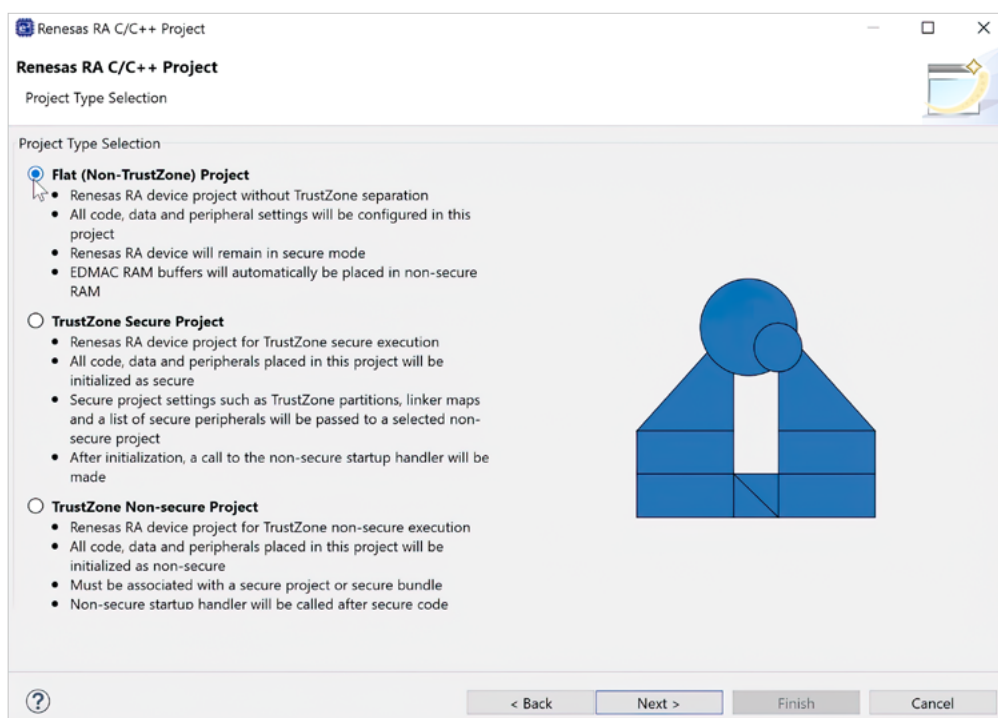 Renesas RA C/C++ Project
Renesas RA C/C++ Project
Project Type Selection
Project Type Selection
Flat (Non-TrustZone) Project
• Renesas RA device project without TrustZone separation
• All code, data and peripheral settings will be configured in this
project
• Renesas RA device will remain in secure mode
• EDMAC RAM buffers will automatically be placed in non-secure
RAM
TrustZone Secure Project
• Renesas RA device project for TrustZone secure execution
• All code, data and peripherals placed in this project will be
initialized as secure
• Secure project settings such as TrustZone partitions, linker maps
and a list of secure peripherals will be passed to a selected non-
secure project
• After initialization, a call to the non-secure startup handler will be
made
TrustZone Non-secure Project
• Renesas RA device project for TrustZone non-secure execution
• All code, data and peripherals placed in this project will be
initialized as non-secure
• Must be associated with a secure project or secure bundle
• Non-secure startup handler will be called after secure code
? < Back Next > Finish Cancel